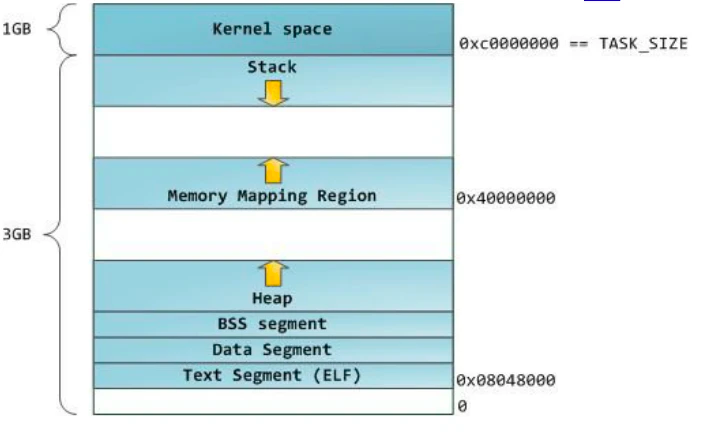 1GB
Kernel space
0xc0000000 == TASK_SIZE
Stack
Memory Mapping Region
0x40000000
3GB
Heap
BSS segment
Data Segment
Text Segment (ELF)
0x08048000
0